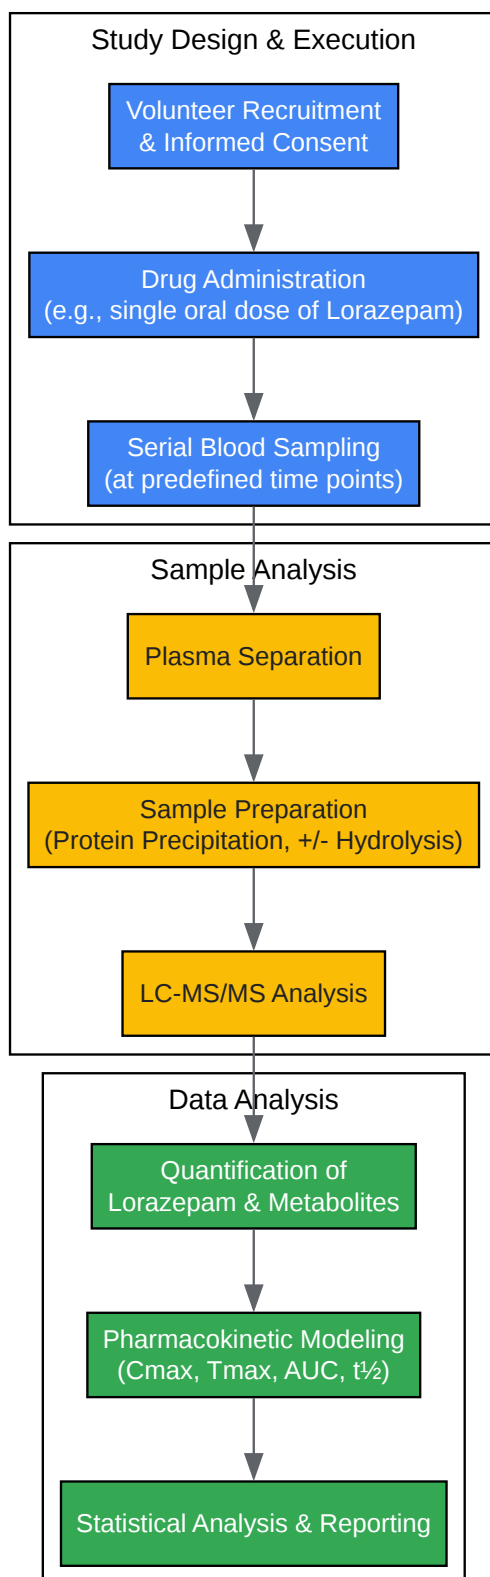 Study Design & Execution
Volunteer Recruitment
& Informed Consent
Drug Administration
(e.g., single oral dose of Lorazepam)
Serial Blood Sampling
(at predefined time points)
Sample Analysis
Plasma Separation
Sample Preparation
(Protein Precipitation, +/- Hydrolysis)
LC-MS/MS Analysis
Data Analysis
Quantification of
Lorazepam & Metabolites
Pharmacokinetic Modeling
(Cmax, Tmax, AUC, t½)
Statistical Analysis & Reporting